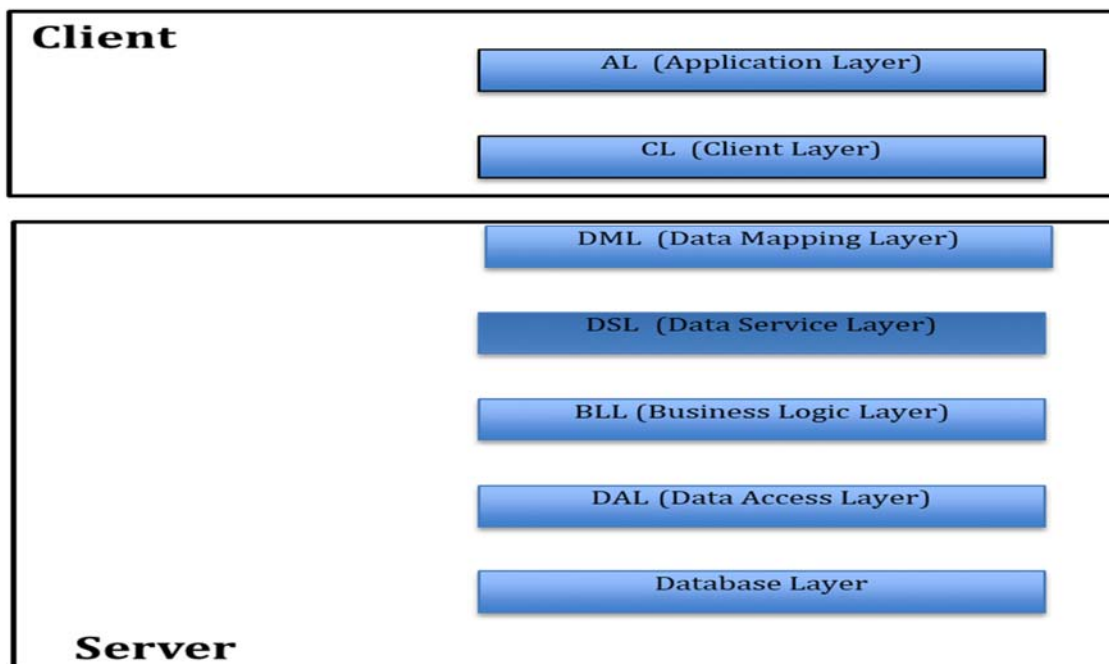 Client
AL (Application Layer)
CL (Client Layer)
DML (Data Mapping Layer)
DSL (Data Service Layer)
BLL (Business Logic Layer)
DAL (Data Access Layer)
Database Layer
Server